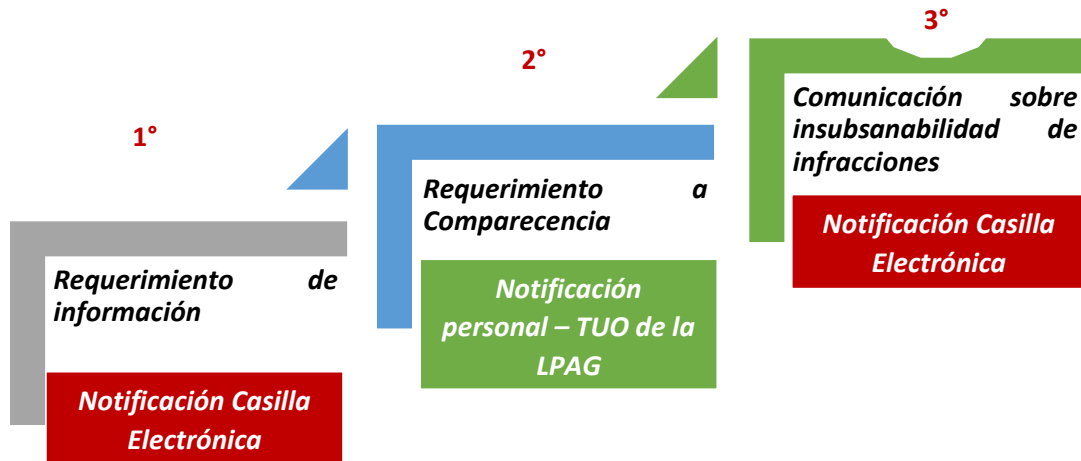 1°
Requerimiento de
información
Notificación Casilla
Electrónica
2°
Requerimiento a
Comparecencia
Notificación
personal – TUO de la
LPAG
3°
Comunicación sobre
insubsanabilidad de
infracciones
Notificación Casilla
Electrónica